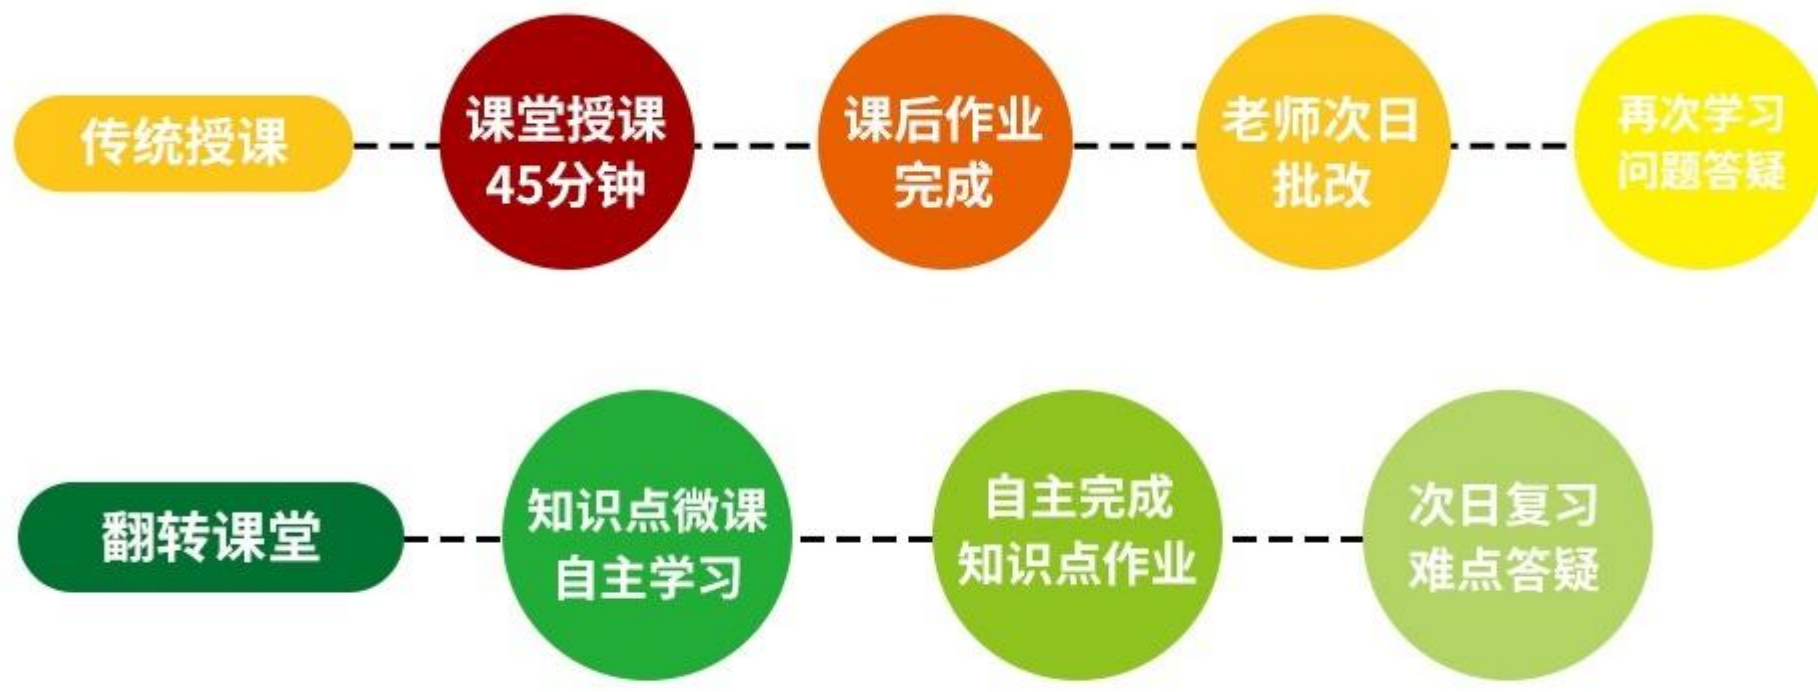 传统授课
课堂授课
45分钟
课后作业
完成
老师次日
批改
再次学习
问题答疑
翻转课堂
知识点微课
自主学习
自主完成
知识点作业
次日复习
难点答疑